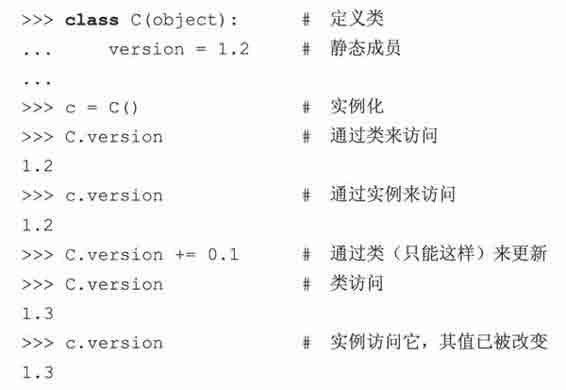 >>> class C(object):        # 定义类
...     version = 1.2       # 静态成员
...
>>> c = C()                 # 实例化
>>> C.version               # 通过类来访问
1.2
>>> c.version               # 通过实例来访问
1.2
>>> C.version += 0.1        # 通过类（只能这样）来更新
>>> C.version               # 类访问
1.3
>>> c.version               # 实例访问它，其值已被改变
1.3